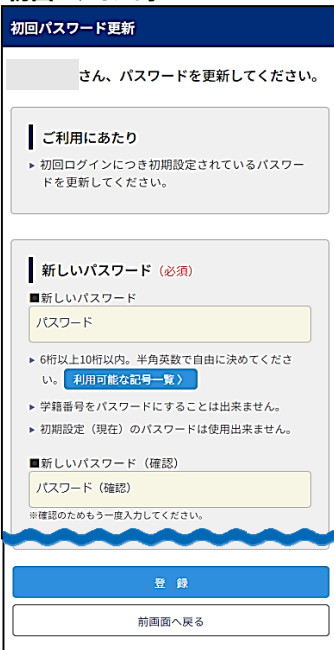 初回パスワード更新
さん、パスワードを更新してください。
ご利用にあたり
▶ 初回ログインにつき初期設定されているパスワー
ドを更新してください。
新しいパスワード（必須）
■新しいパスワード
パスワード
▶ 6桁以上10桁以内。半角英数で自由に決めてくださ
い。 利用可能な記号一覧 〉
▶ 学籍番号をパスワードにすることは出来ません。
▶ 初期設定（現在）のパスワードは使用出来ません。
■新しいパスワード（確認）
パスワード（確認）
※確認のためもう一度入力してください。
登 録
前画面へ戻る